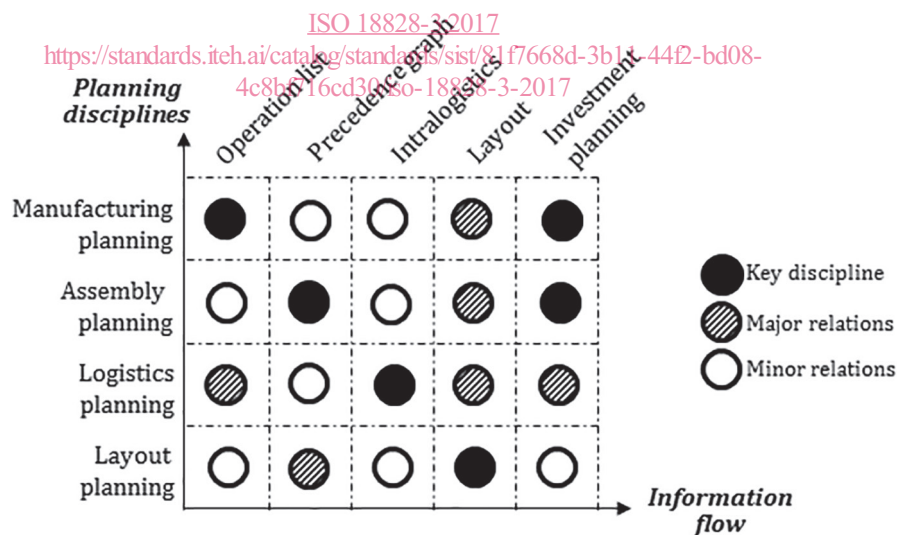 ISO 18828-3:2017
https://standards.iteh.ai/catalog/standards/sist/81f7668d-3b11-44f2-bd08-
4c8bf716cd30/iso-18828-3-2017
Planning
disciplines
Operation list
Precedence graph
Intralogistics
Layout
Investment
planning
Manufacturing
planning
Assembly
planning
Logistics
planning
Layout
planning
Key discipline
Major relations
Minor relations
Information
flow